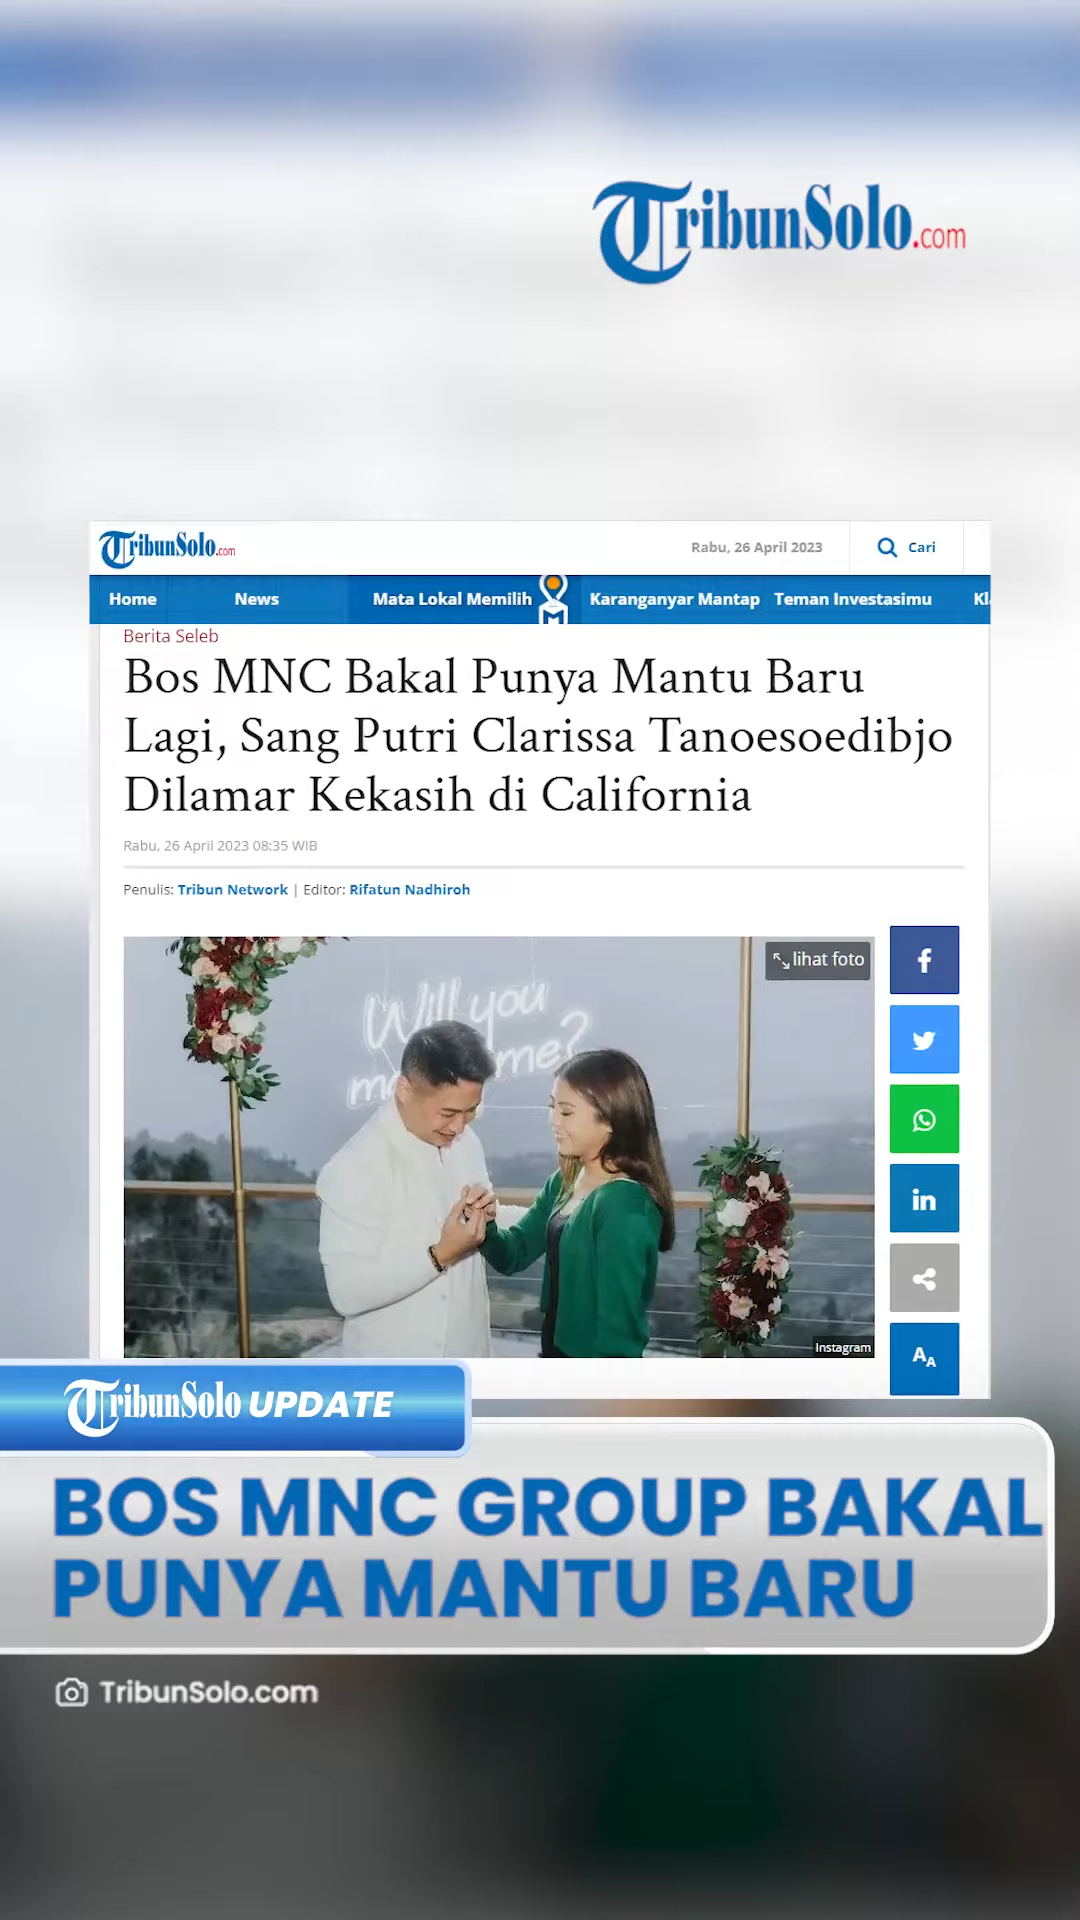 TribunSolo.com
TribunSolo.com
Rabu, 26 April 2023
Cari
Home News Mata Lokal Memilih Karanganyar Mantap Teman Investasimu
Berita Seleb
Bos MNC Bakal Punya Mantu Baru
Lagi, Sang Putri Clarissa Tanoesoedibjo
Dilamar Kekasih di California
Rabu, 26 April 2023 08:35 WIB
Penulis: Tribun Network | Editor: Rifatun Nadhiroh
lihat foto
Will you
me?
Instagram
AA
TribunSolo UPDATE
BOS MNC GROUP BAKAL
PUNYA MANTU BARU
TribunSolo.com